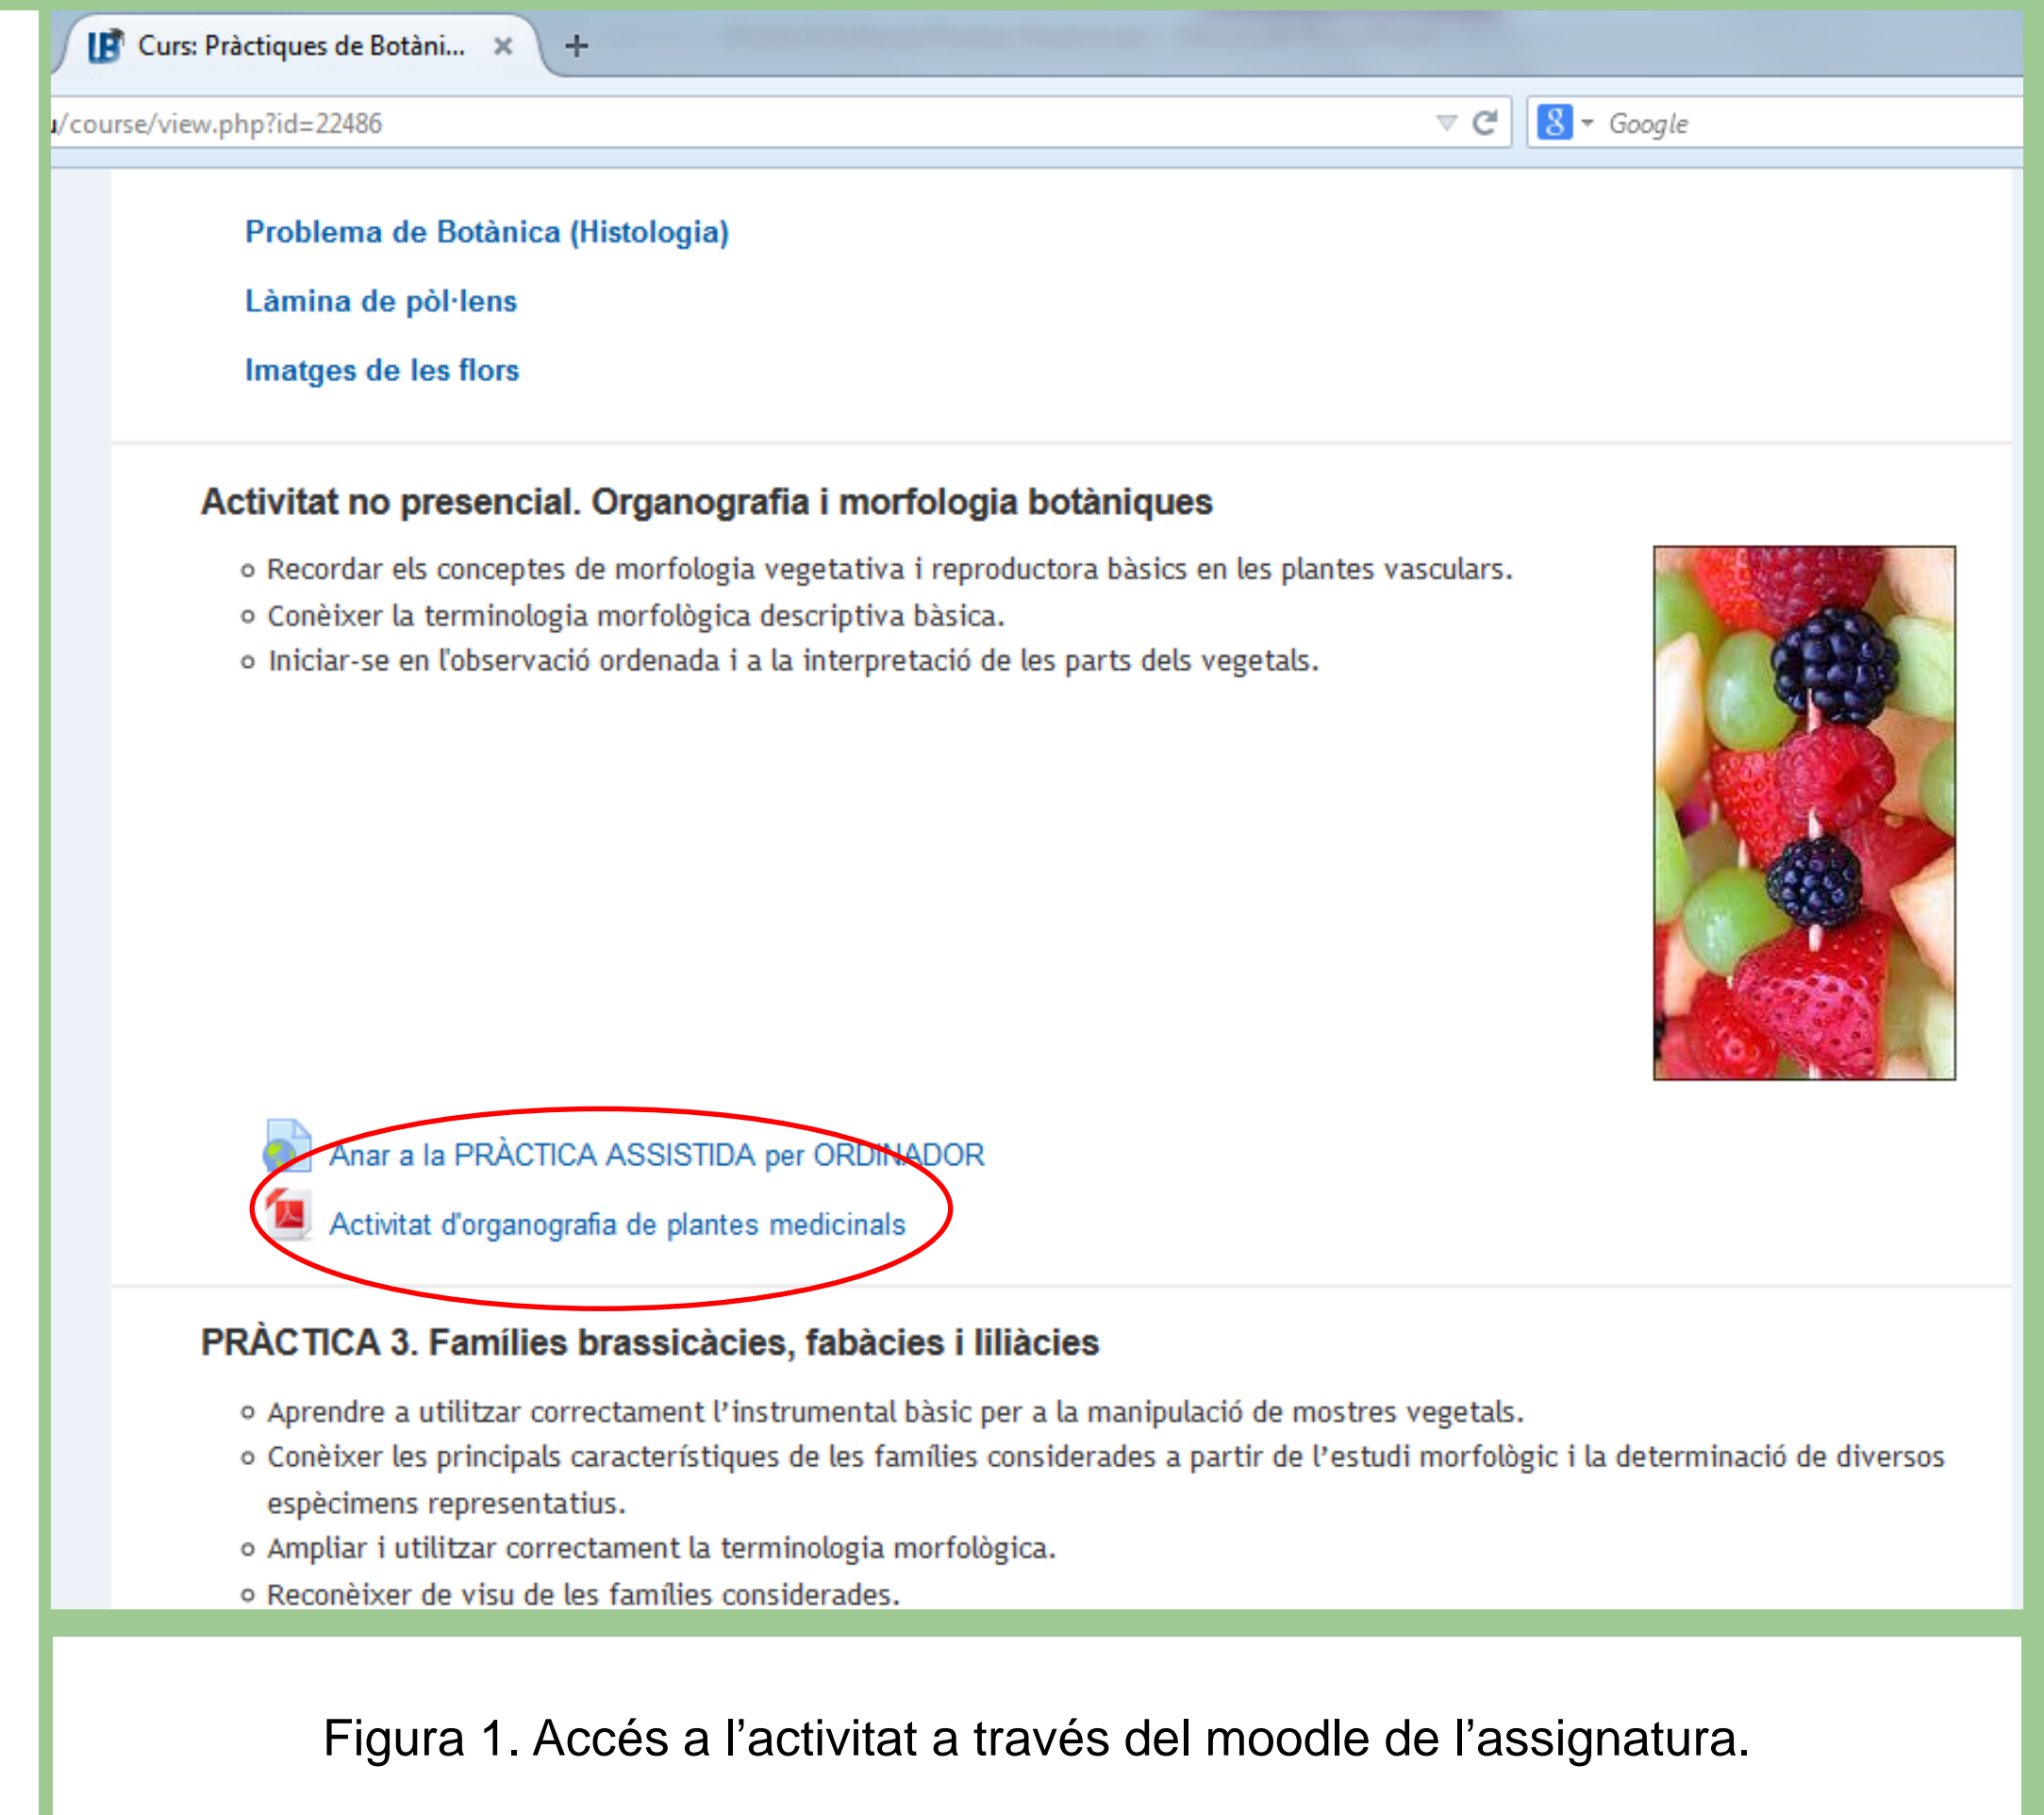 Curs: Pràctiques de Botàni...
/course/view.php?id=22486
Google
Problema de Botànica (Histologia)
Làmina de pòl·lens
Imatges de les flors
Activitat no presencial. Organografia i morfologia botàniques
Recordar els conceptes de morfologia vegetativa i reproductora bàsics en les plantes vasculars.
Conèixer la terminologia morfològica descriptiva bàsica.
Iniciar-se en l'observació ordenada i a la interpretació de les parts dels vegetals.
Anar a la PRÀCTICA ASSISTIDA per ORDINADOR
Activitat d'organografia de plantes medicinals
PRÀCTICA 3. Famílies brassicàcies, fabàcies i liliàcies
Aprendre a utilitzar correctament l’instrumental bàsic per a la manipulació de mostres vegetals.
Conèixer les principals característiques de les famílies considerades a partir de l’estudi morfològic i la determinació de diversos
espècimens representatius.
Ampliar i utilitzar correctament la terminologia morfològica.
Reconèixer de visu de les famílies considerades.
Figura 1. Accés a l’activitat a través del moodle de l’assignatura.